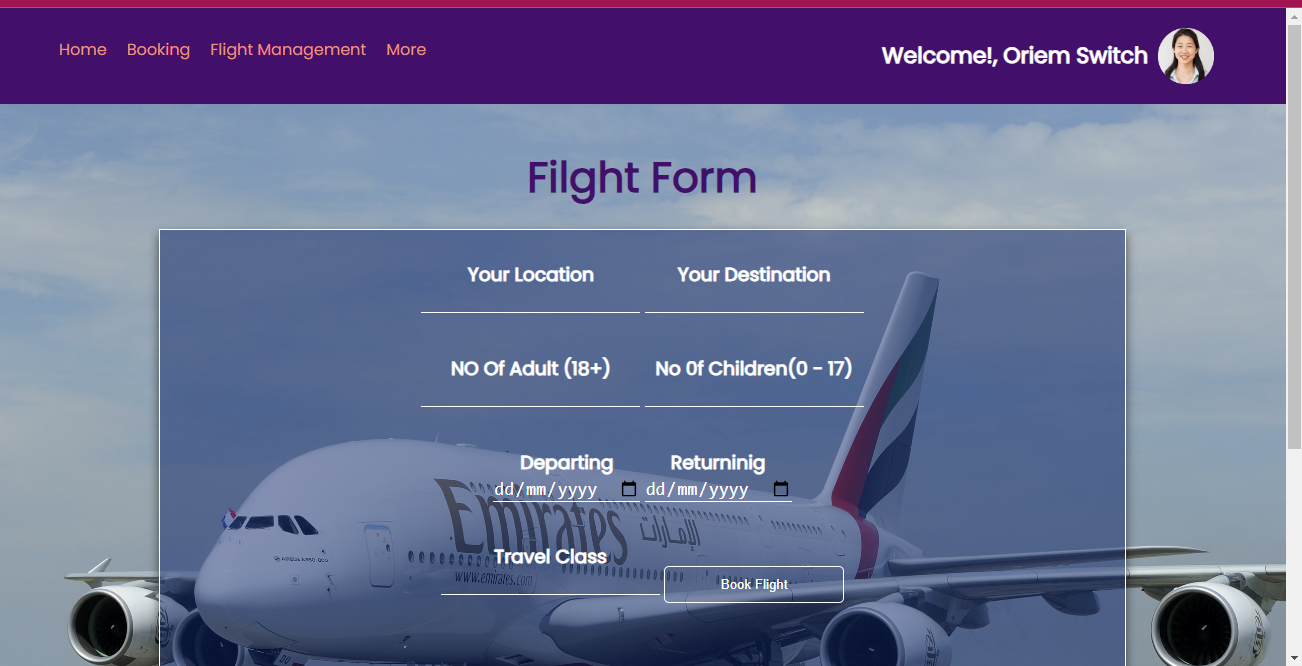 Home Booking Flight Management More
Welcome!, Oriem Switch
Filght Form
Your Location Your Destination
NO Of Adult (18+) No 0f Children(0 - 17)
Departing Returninig
dd/mm/yyyy dd/mm/yyyy
Emirates الإمارات
Travel Class
www.emirates.com
Book Flight